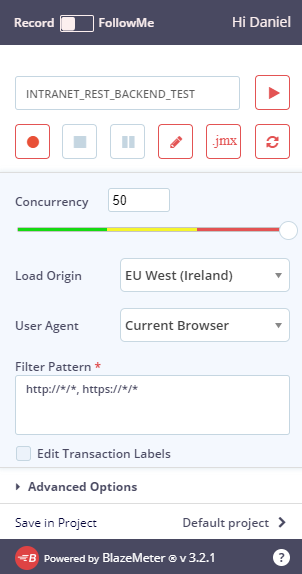 Record FollowMe Hi Daniel
INTRANET_REST_BACKEND_TEST
.jmx
Concurrency 50
Load Origin EU West (Ireland)
User Agent Current Browser
Filter Pattern *
http://*/*, https://*/*
Edit Transaction Labels
Advanced Options
Save in Project Default project
B Powered by BlazeMeter ® v 3.2.1 ?